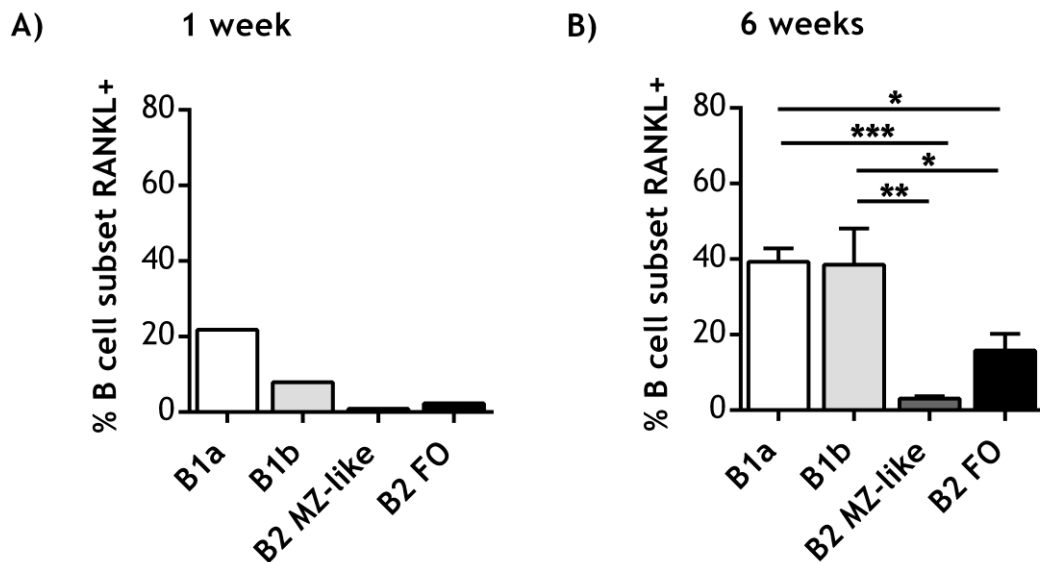 A) 1 week
% B cell subset RANKL+
80
60
40
20
0
B1a
B1b
B2 MZ-like
B2 FO
B) 6 weeks
% B cell subset RANKL+
80
60
40
20
0
*
***
*
**
B1a
B1b
B2 MZ-like
B2 FO